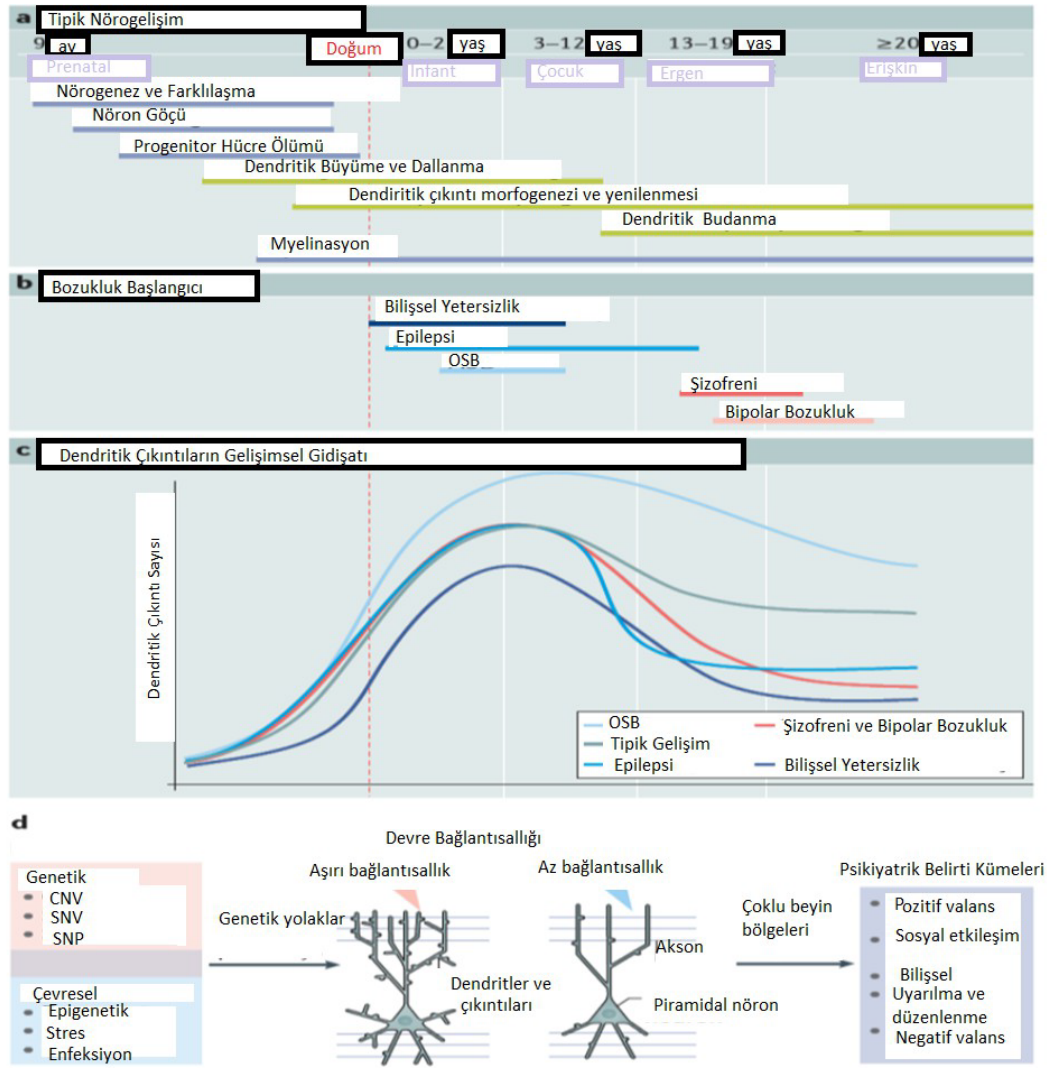 a Tipik Nörogelişim
9 ay Doğum 0–2 yaş 3–12 yaş 13–19 yaş ≥20 yaş
Prenatal İnfant Çocuk Ergen Erişkin
Nörogenez ve Farklılaşma
Nöron Göçü
Progenitor Hücre Ölümü
Dendritik Büyüme ve Dallanma
Dendiritik çıkıntı morfogenezi ve yenilenmesi
Dendritik Budanma
Myelinasyon
b Bozukluk Başlangıcı
Bilişsel Yetersizlik
Epilepsi
OSB
Şizofreni
Bipolar Bozukluk
c Dendritik Çıkıntıların Gelişimsel Gidişatı
Dendritik Çıkıntı Sayısı
OSB
Tipik Gelişim
Epilepsi
Şizofreni ve Bipolar Bozukluk
Bilişsel Yetersizlik
d
Devre Bağlantısallığı
Genetik
CNV
SNV
SNP
Çevresel
Epigenetik
Stres
Enfeksiyon
Genetik yolaklar
Aşırı bağlantısallık
Az bağlantısallık
Dendritler ve
çıkıntıları
Akson
Piramidal nöron
Çoklu beyin
bölgeleri
Psikiyatrik Belirti Kümeleri
Pozitif valans
Sosyal etkileşim
Bilişsel
Uyarılma ve
düzenlenme
Negatif valans